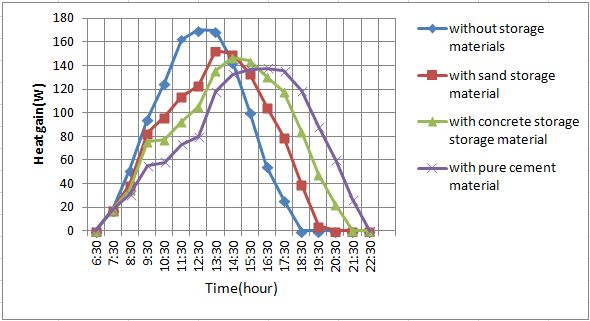 180
160
140
120
100
80
60
40
20
0
Heat gain(W)
6:30
7:30
8:30
9:30
10:30
11:30
12:30
13:30
14:30
15:30
16:30
17:30
18:30
19:30
20:30
21:30
22:30
Time(hour)
without storage
materials
with sand storage
material
with concrete storage
storage material
with pure cement
material